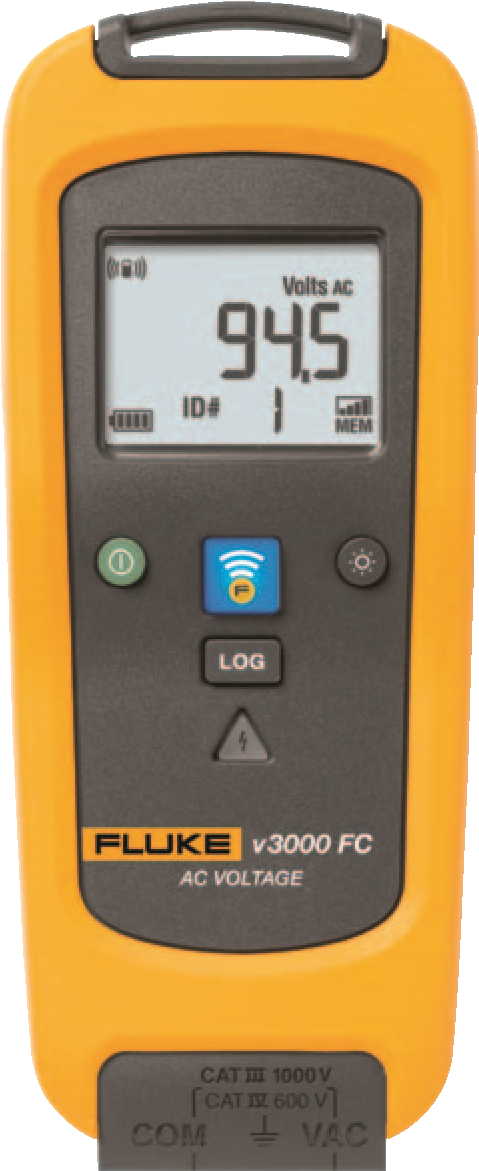 Volts AC
94.5
ID# 1
MEM
F
LOG
FLUKE v3000 FC
AC VOLTAGE
CAT III 1000 V
CAT IV 600 V
COM VAC